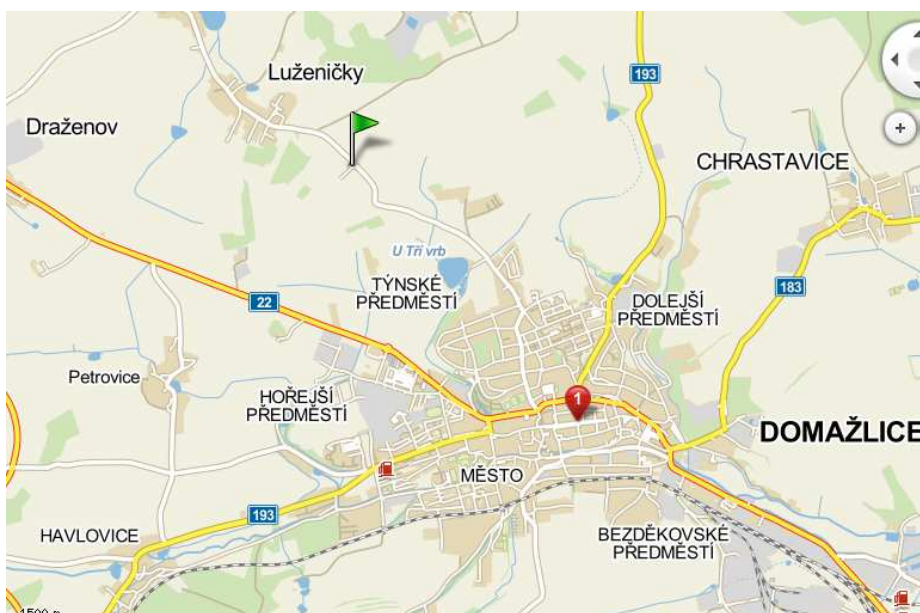 Luženičky
193
Draženov
CHRASTAVICE
U Tří vrb
TÝNSKÉ
PŘEDMĚSTÍ
183
22
DOLEJŠÍ
PŘEDMĚSTÍ
Petrovice
HOŘEJŠÍ
PŘEDMĚSTÍ
1
DOMAŽLICE
MĚSTO
193
HAVLOVICE
BEZDĚKOVSKÉ
PŘEDMĚSTÍ